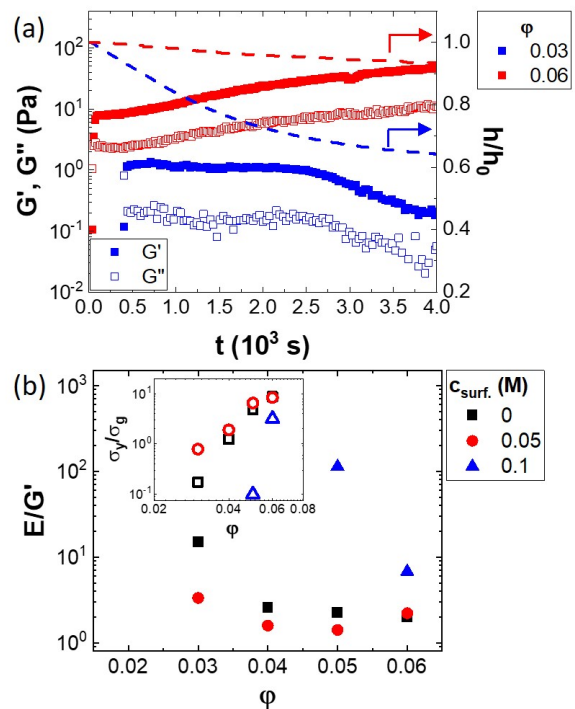 (a)
G', G" (Pa)
10²
10¹
10⁰
10⁻¹
10⁻²
0.0 0.5 1.0 1.5 2.0 2.5 3.0 3.5 4.0
t (10³ s)
1.0
0.8
0.6
0.4
0.2
h/h₀
G'
G"
φ
0.03
0.06
(b)
E/G'
10³
10²
10¹
10⁰
0.02 0.03 0.04 0.05 0.06
φ
σy/σg
10¹
10⁰
10⁻¹
0.02 0.04 0.06 0.08
φ
c_surf. (M)
0
0.05
0.1